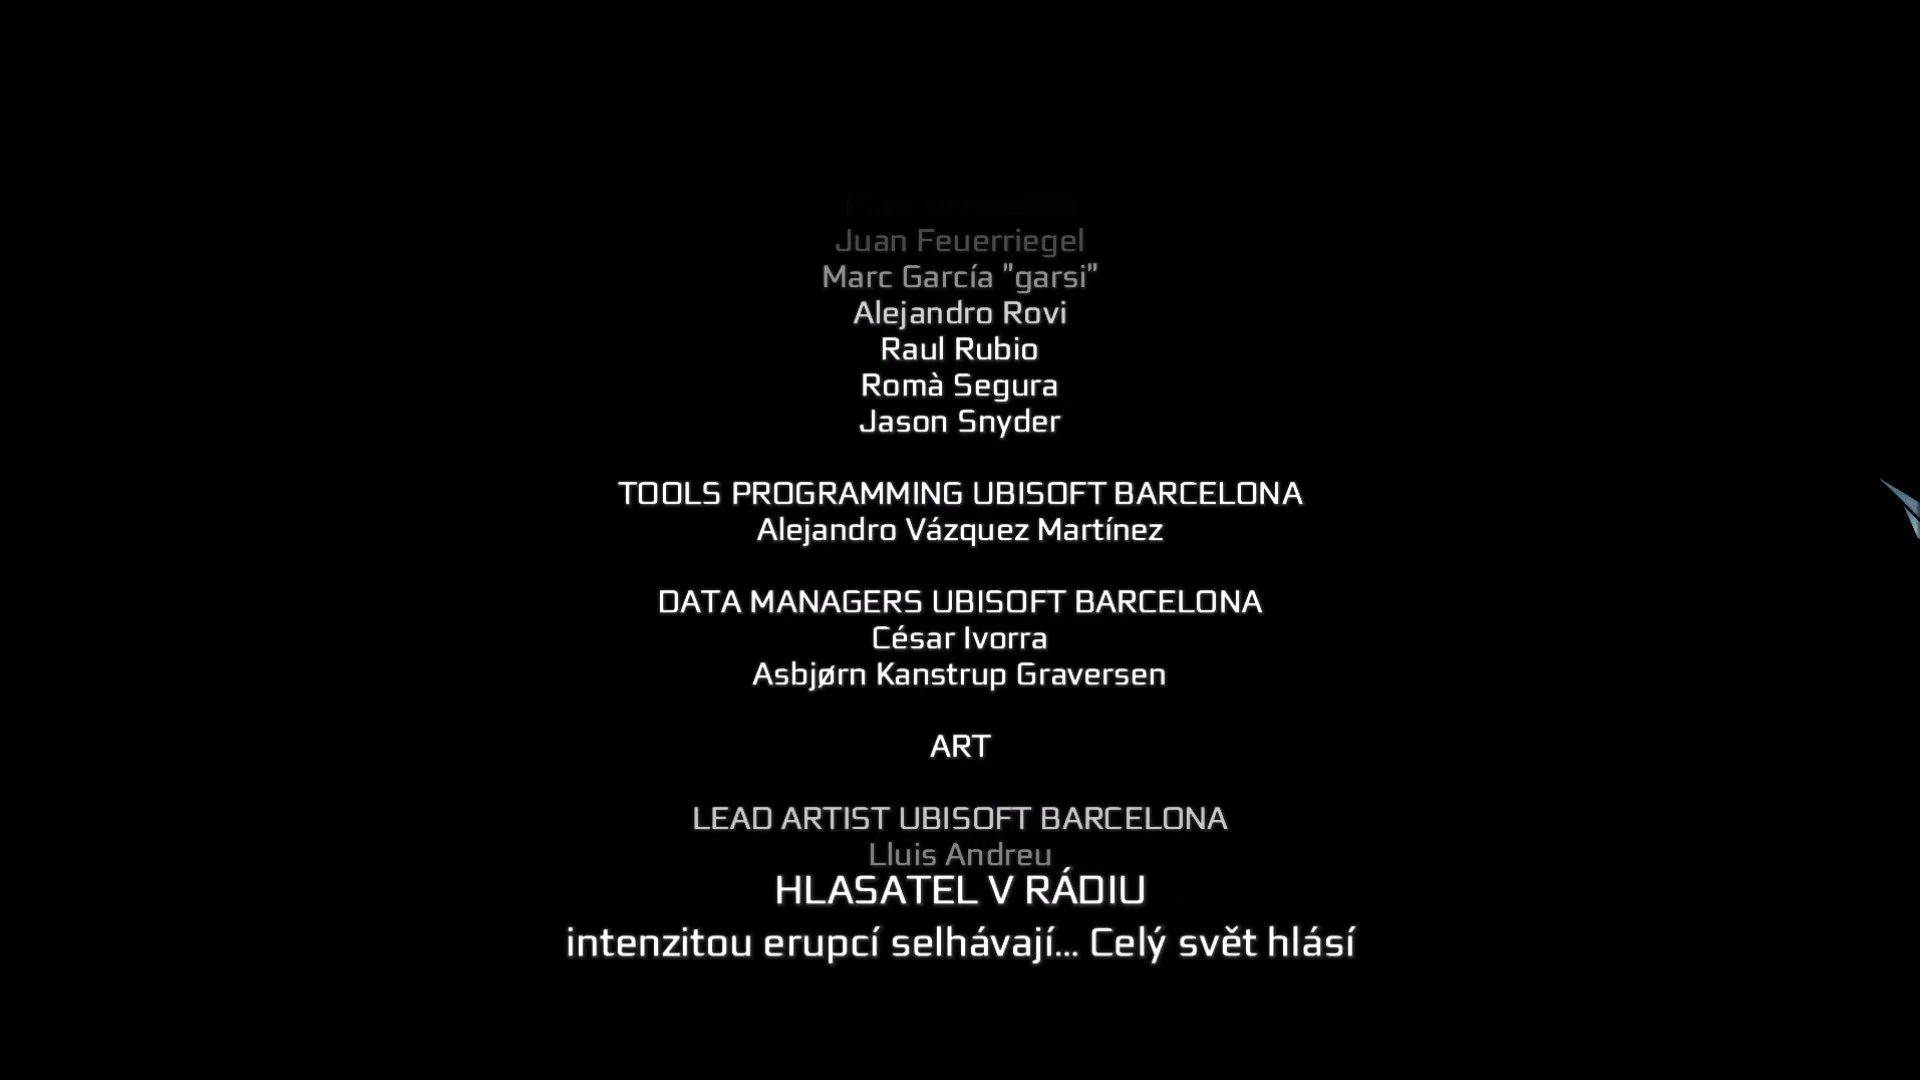 Juan Feuerriegel
Marc García "garsi"
Alejandro Rovi
Raul Rubio
Romà Segura
Jason Snyder
TOOLS PROGRAMMING UBISOFT BARCELONA
Alejandro Vázquez Martínez
DATA MANAGERS UBISOFT BARCELONA
César Ivorra
Asbjørn Kanstrup Graversen
ART
LEAD ARTIST UBISOFT BARCELONA
Lluis Andreu
HLASATEL V RÁDIU
intenzitou erupcí selhávají... Celý svět hlásí